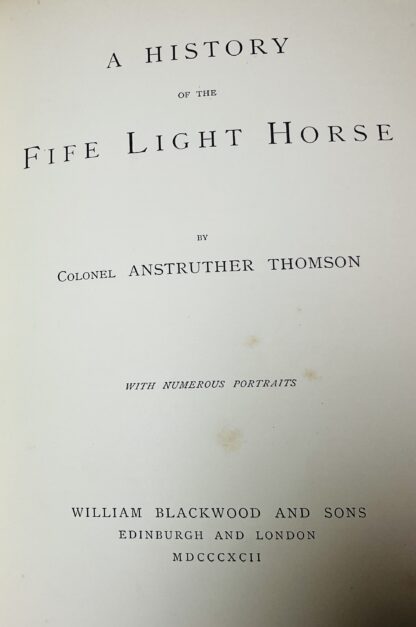 A HISTORY
OF THE
FIFE LIGHT HORSE
BY
COLONEL ANSTRUTHER THOMSON
WITH NUMEROUS PORTRAITS
WILLIAM BLACKWOOD AND SONS
EDINBURGH AND LONDON
MDCCCXCII